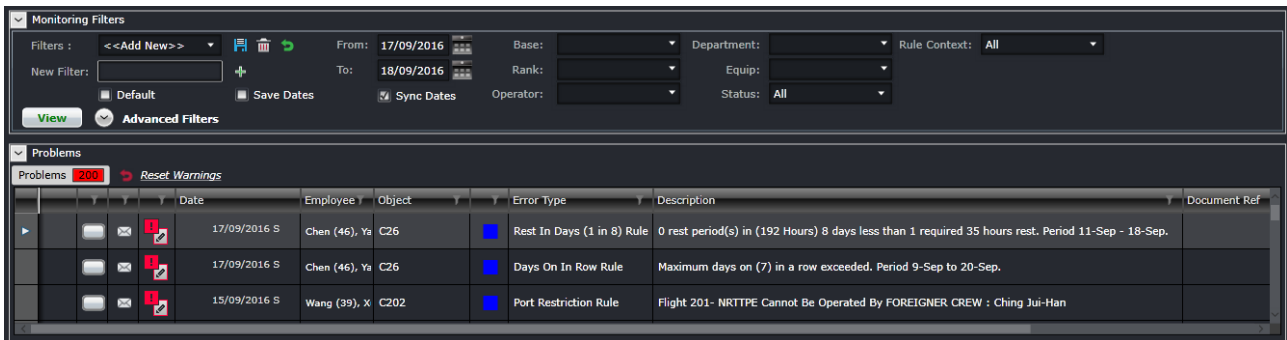 Monitoring Filters
Filters : <<Add New>> From: 17/09/2016 Base: Department: Rule Context: All
New Filter: To: 18/09/2016 Rank: Equip:
Default Save Dates Sync Dates Operator: Status: All
View Advanced Filters
Problems
Problems 200 Reset Warnings
Date Employee Object Error Type Description Document Ref
17/09/2016 S Chen (46), Ya C26 Rest In Days (1 in 8) Rule 0 rest period(s) in (192 Hours) 8 days less than 1 required 35 hours rest. Period 11-Sep - 18-Sep.
17/09/2016 S Chen (46), Ya C26 Days On In Row Rule Maximum days on (7) in a row exceeded. Period 9-Sep to 20-Sep.
15/09/2016 S Wang (39), X C202 Port Restriction Rule Flight 201- NRTTPE Cannot Be Operated By FOREIGNER CREW : Ching Jui-Han